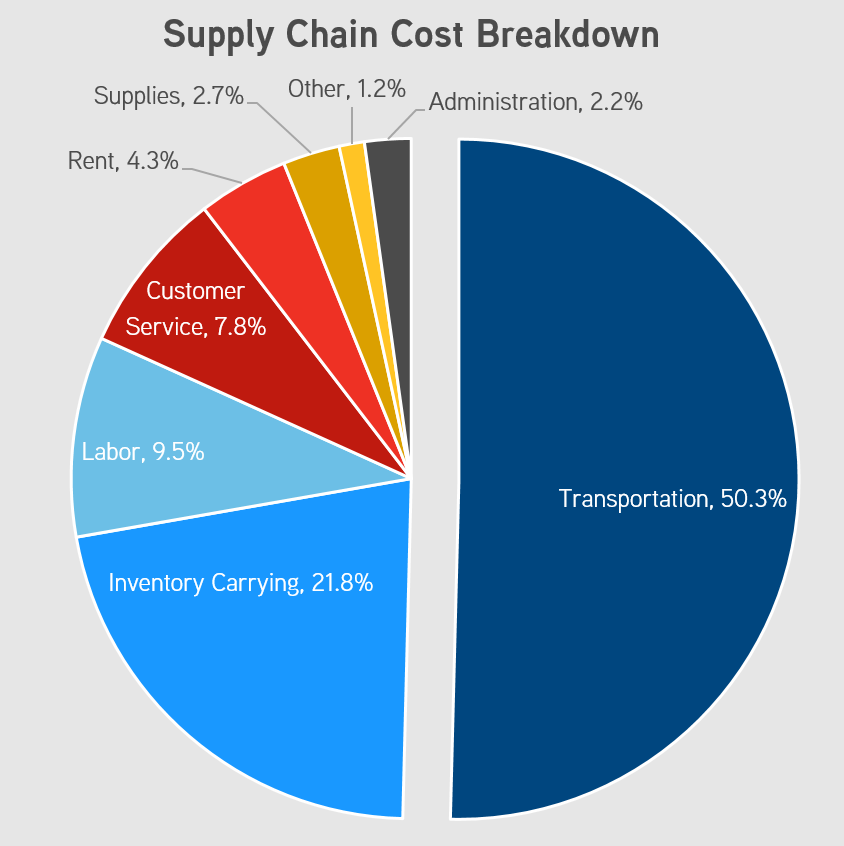 Supply Chain Cost Breakdown
Other, 1.2%
Supplies, 2.7%
Administration, 2.2%
Rent, 4.3%
Customer
Service, 7.8%
Labor, 9.5%
Transportation, 50.3%
Inventory Carrying, 21.8%